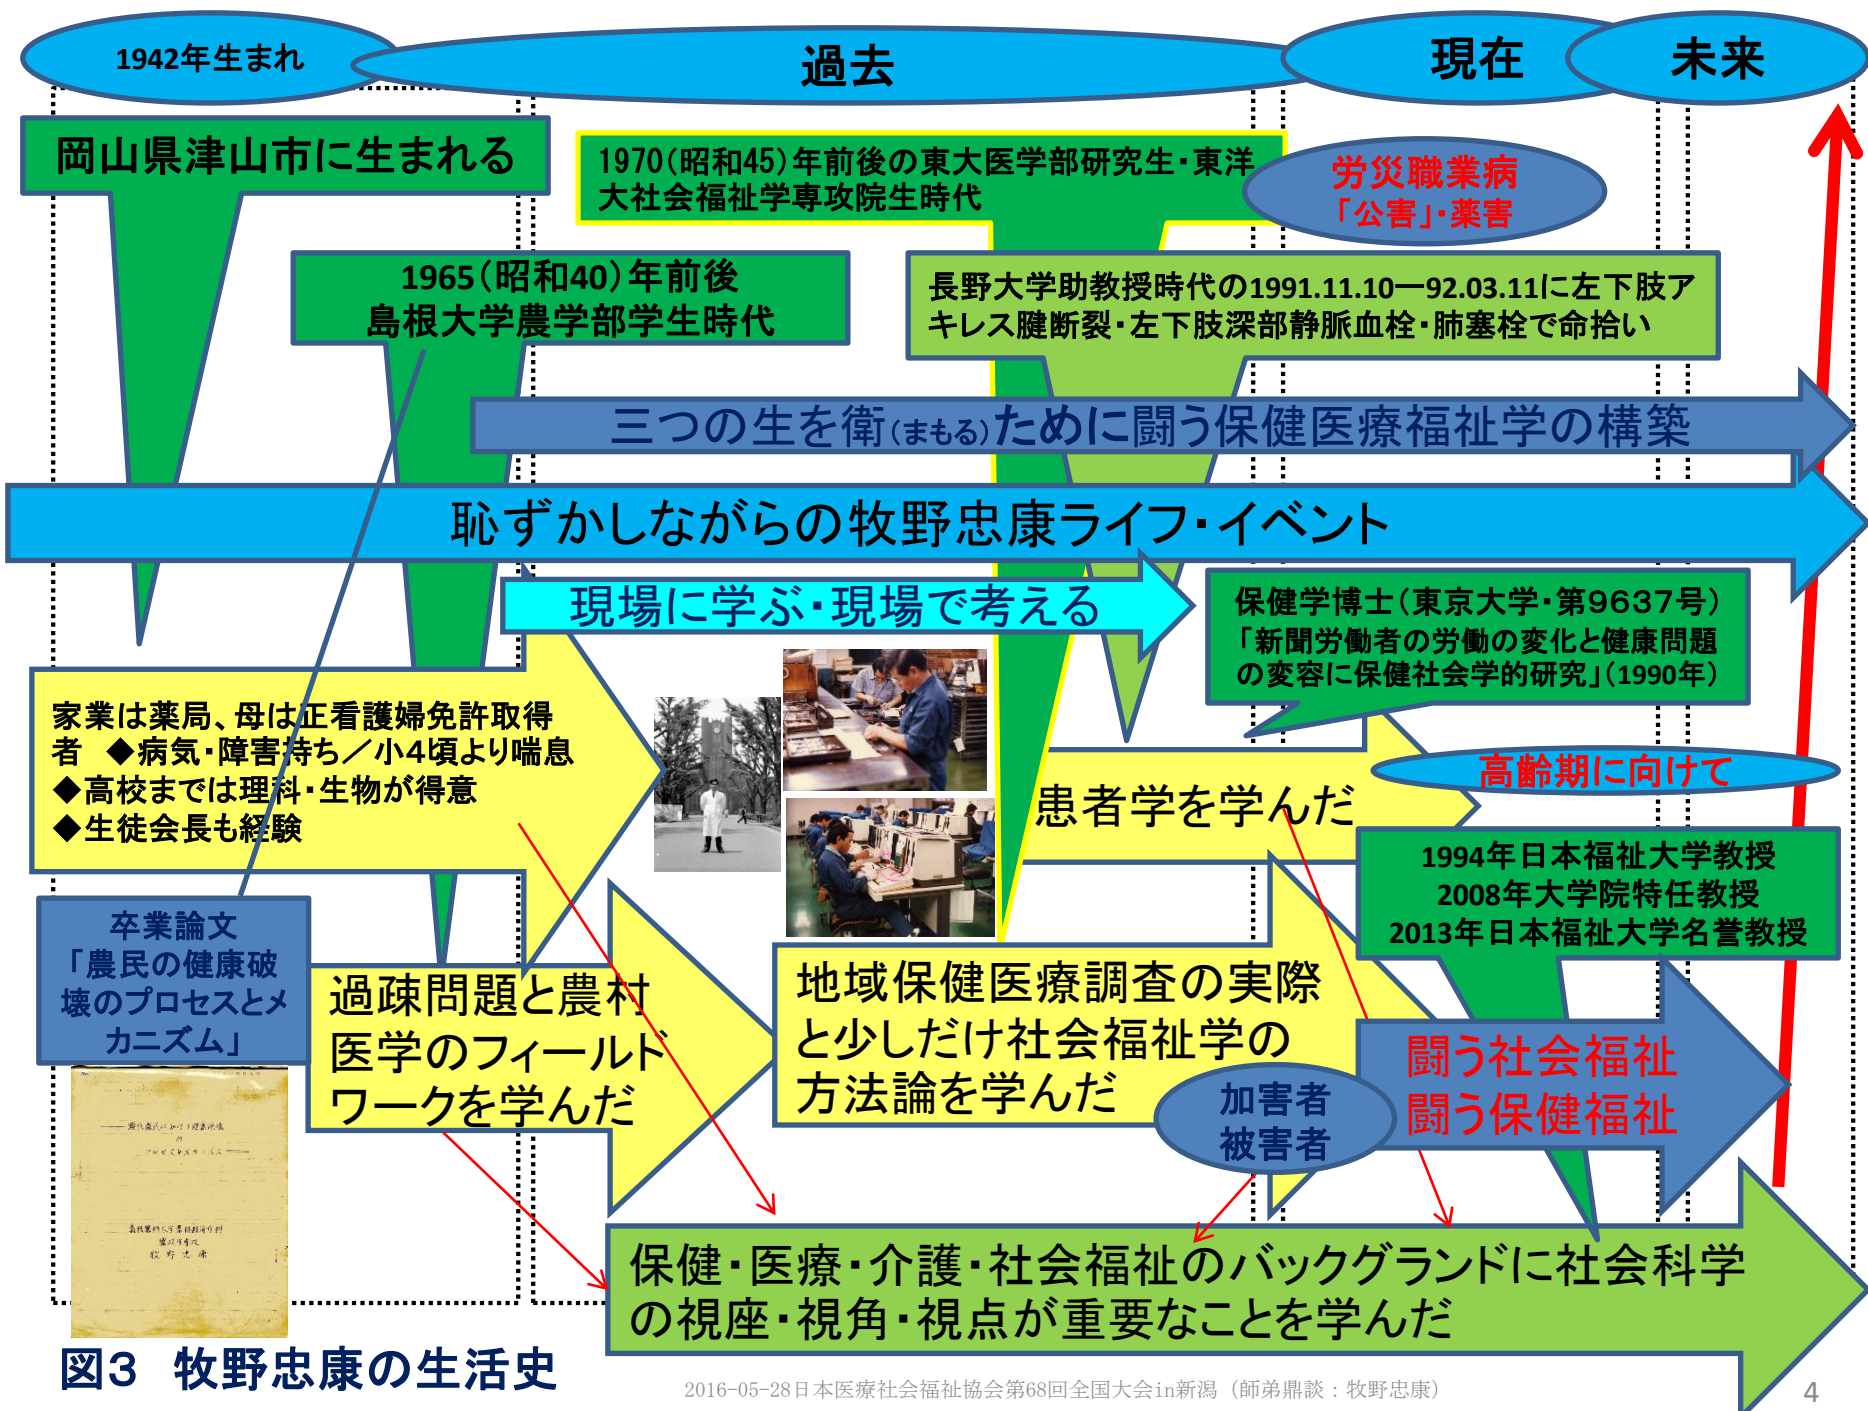 1942年生まれ
過去
現在
未来
岡山県津山市に生まれる
1970(昭和45)年前後の東大医学部研究生・東洋
大社会福祉学専攻院生時代
労災職業病
「公害」・薬害
1965(昭和40)年前後
島根大学農学部学生時代
長野大学助教授時代の1991.11.10―92.03.11に左下肢ア
キレス腱断裂・左下肢深部静脈血栓・肺塞栓で命拾い
三つの生を衛(まもる)ために闘う保健医療福祉学の構築
恥ずかしながらの牧野忠康ライフ・イベント
現場に学ぶ・現場で考える
保健学博士(東京大学・第9637号)
「新聞労働者の労働の変化と健康問題
の変容に保健社会学的研究」(1990年)
家業は薬局、母は正看護婦免許取得
者 ◆病気・障害持ち/小4頃より喘息
◆高校までは理科・生物が得意
◆生徒会長も経験
患者学を学んだ
高齢期に向けて
1994年日本福祉大学教授
2008年大学院特任教授
2013年日本福祉大学名誉教授
卒業論文
「農民の健康破
壊のプロセスとメ
カニズム」
過疎問題と農村
医学のフィールド
ワークを学んだ
地域保健医療調査の実際
と少しだけ社会福祉学の
方法論を学んだ
加害者
被害者
闘う社会福祉
闘う保健福祉
の
プロセスとメカニズム
牧野忠康
保健・医療・介護・社会福祉のバックグランドに社会科学
の視座・視角・視点が重要なことを学んだ
図3 牧野忠康の生活史
2016-05-28日本医療社会福祉協会第68回全国大会in新潟(師弟鼎談:牧野忠康)
4